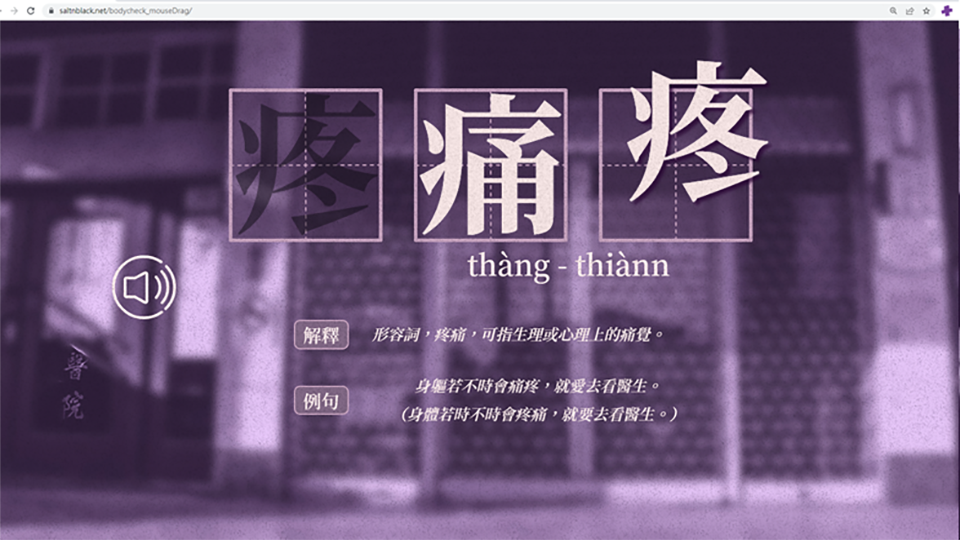 saltnblack.net/bodycheck_mouseDrag/
疼 痛 疼
thàng - thiànn
解釋 形容詞，疼痛，可指生理或心理上的痛覺。
例句 身軀若不時會痛疼，就愛去看醫生。
（身體若時不時會疼痛，就要去看醫生。）
醫院